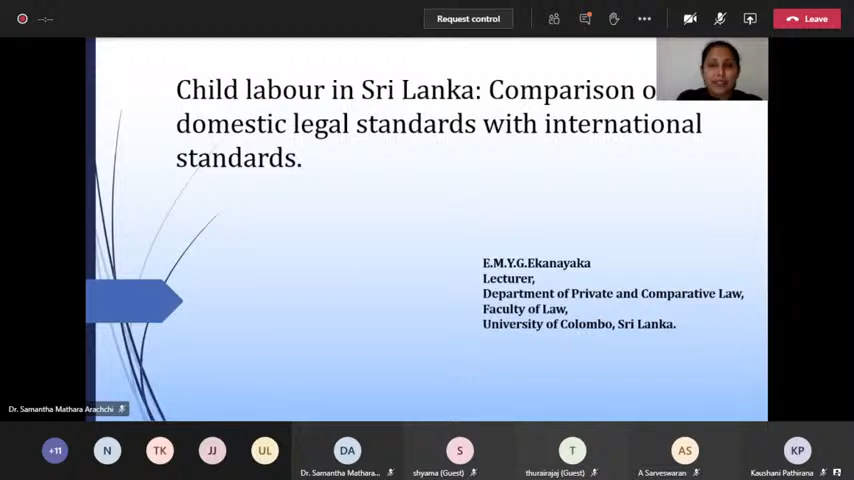 --:--
Request control
Leave
Child labour in Sri Lanka: Comparison o
domestic legal standards with international
standards.
E.M.Y.G.Ekanayaka
Lecturer,
Department of Private and Comparative Law,
Faculty of Law,
University of Colombo, Sri Lanka.
Dr. Samantha Mathara Arachchi
+11
N
TK
JJ
UL
DA
S
T
AS
KP
Dr. Samantha Mathara...
shyama (Guest)
thurairajaj (Guest)
A Sarveswaran
Kaushani Pathirana